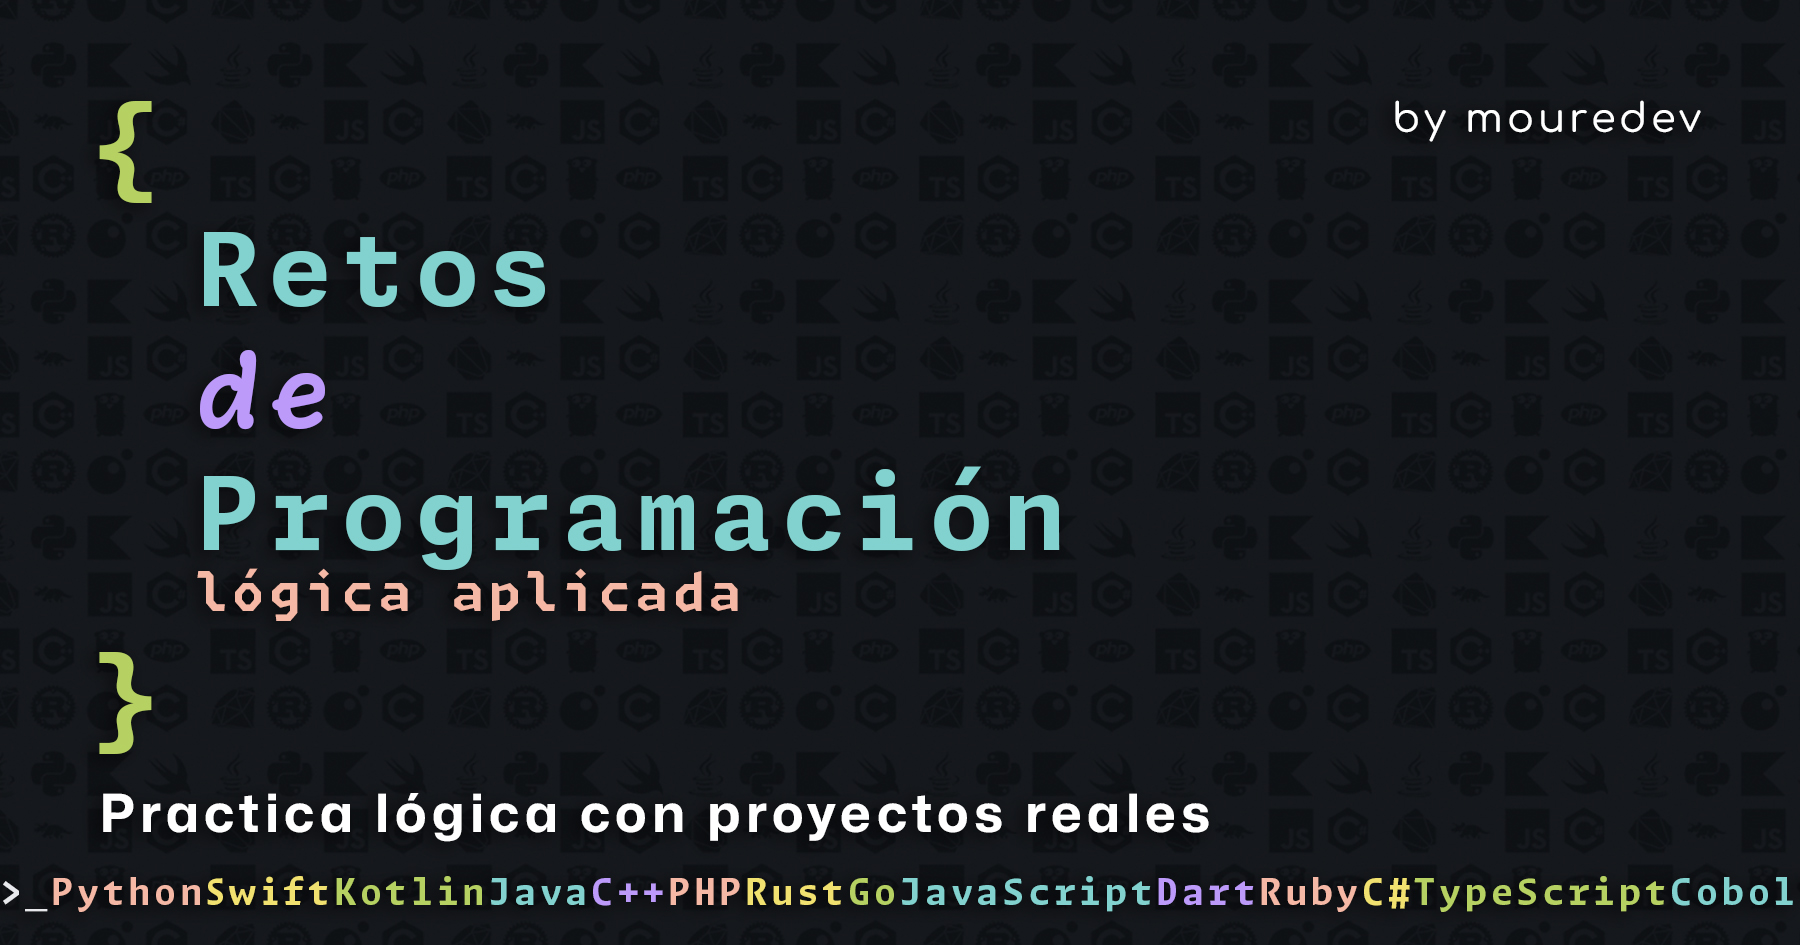 {
by mouredev
Retos
de
Programación
lógica aplicada
}
Practica lógica con proyectos reales
>_PythonSwiftKotlinJavaC++PHPRustGoJavaScriptDartRubyC#TypeScriptCobol